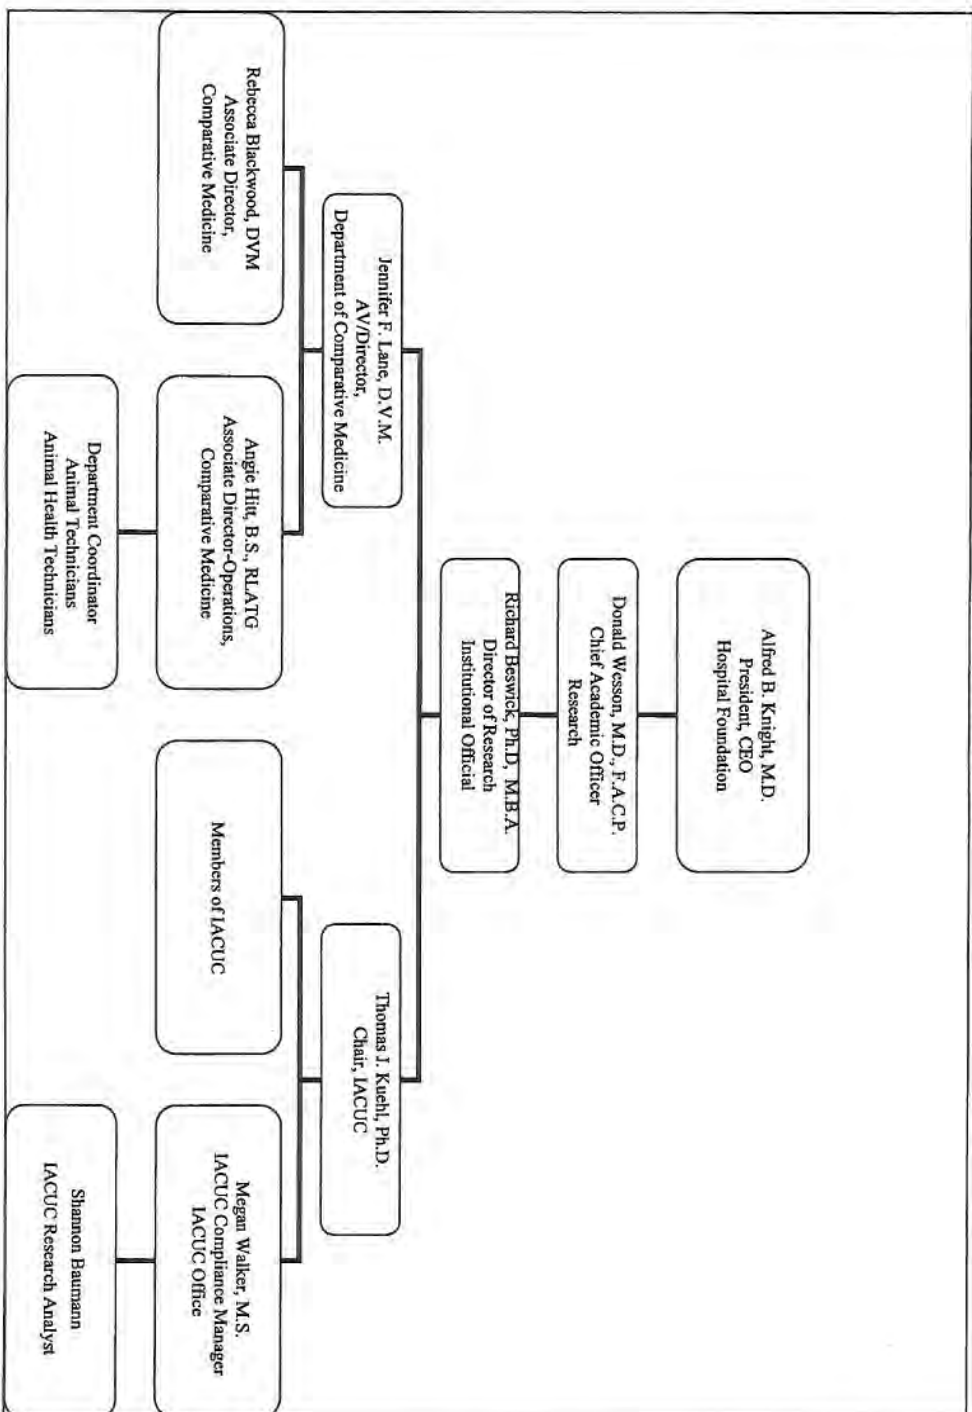 Alfred B. Knight, M.D.
President, CEO
Hospital Foundation
Donald Wesson, M.D., F.A.C.P.
Chief Academic Officer
Research
Richard Beswick, Ph.D, M.B.A.
Director of Research
Institutional Official
Jennifer F. Lane, D.V.M.
AV/Director,
Department of Comparative Medicine
Thomas J. Kuehl, Ph.D.
Chair, IACUC
Rebecca Blackwood, DVM
Associate Director,
Comparative Medicine
Angie Hitt, B.S., RLATG
Associate Director-Operations,
Comparative Medicine
Members of IACUC
Megan Walker, M.S.
IACUC Compliance Manager
IACUC Office
Department Coordinator
Animal Technicians
Animal Health Technicians
Shannon Baumann
IACUC Research Analyst